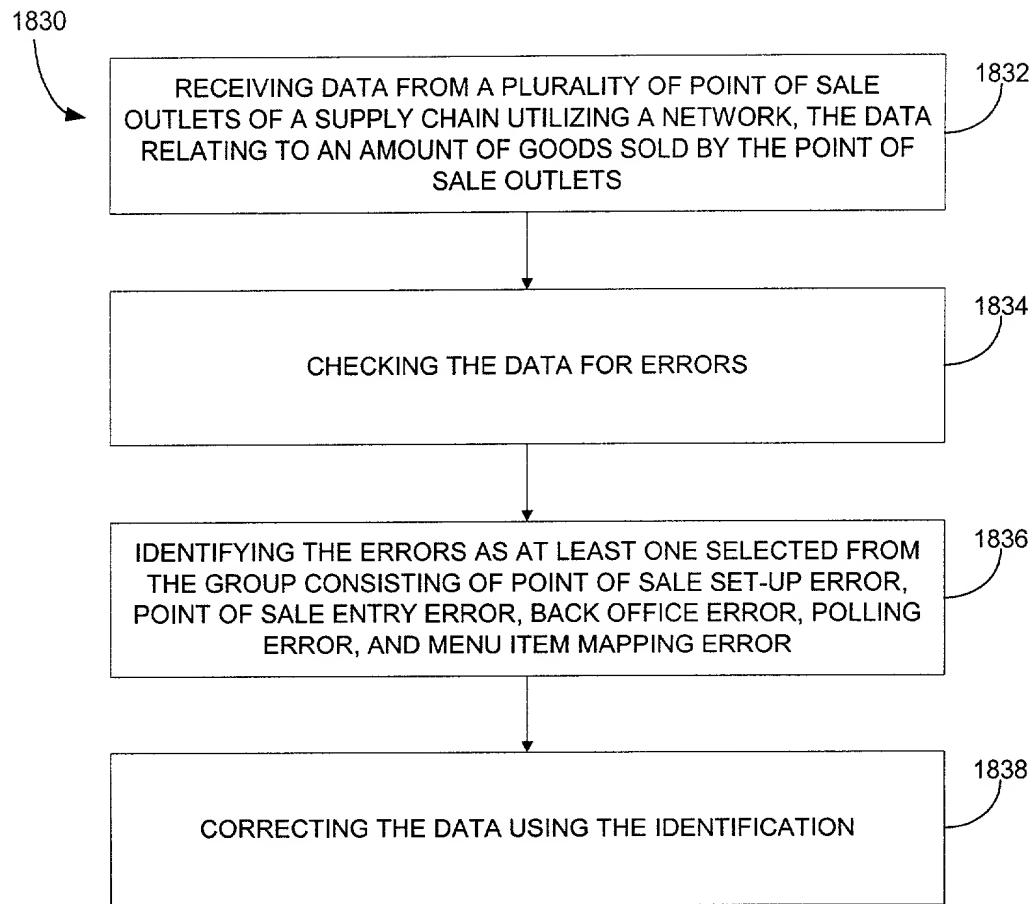 1830
1832
RECEIVING DATA FROM A PLURALITY OF POINT OF SALE
OUTLETS OF A SUPPLY CHAIN UTILIZING A NETWORK, THE DATA
RELATING TO AN AMOUNT OF GOODS SOLD BY THE POINT OF
SALE OUTLETS
1834
CHECKING THE DATA FOR ERRORS
1836
IDENTIFYING THE ERRORS AS AT LEAST ONE SELECTED FROM
THE GROUP CONSISTING OF POINT OF SALE SET-UP ERROR,
POINT OF SALE ENTRY ERROR, BACK OFFICE ERROR, POLLING
ERROR, AND MENU ITEM MAPPING ERROR
1838
CORRECTING THE DATA USING THE IDENTIFICATION